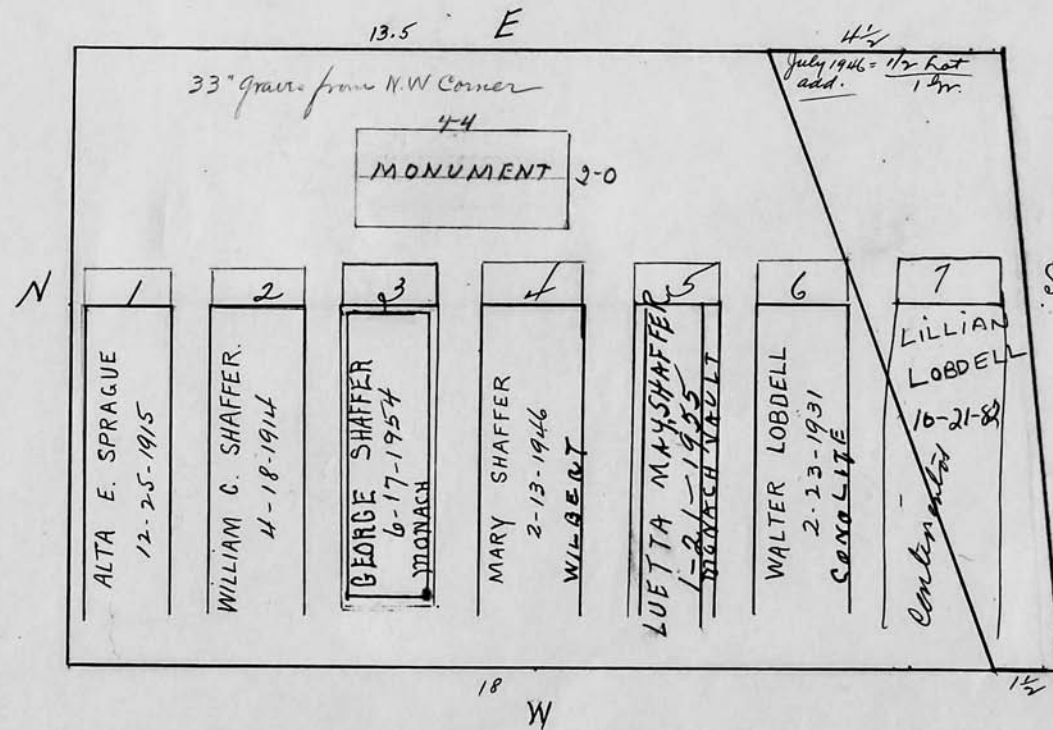 13.5 E 4½
33" Graves from N.W Corner
July 1946 = 1/2 Lot
add. 1 Gr.
4-4
MONUMENT 2-0
N
1
ALTA E. SPRAGUE
12-25-1915
2
WILLIAM C. SHAFFER.
4-18-1914
3
GEORGE SHAFFER
6-17-1954
MONACH
4
MARY SHAFFER
2-13-1946
WILBERT
5
LUETTA MAY SHAFFER
1-21-1955
MONACH VAULT
6
WALTER LOBDELL
2-23-1931
CONOLITE
7
LILLIAN
LOBDELL
10-21-82
Continental
18 1½
W